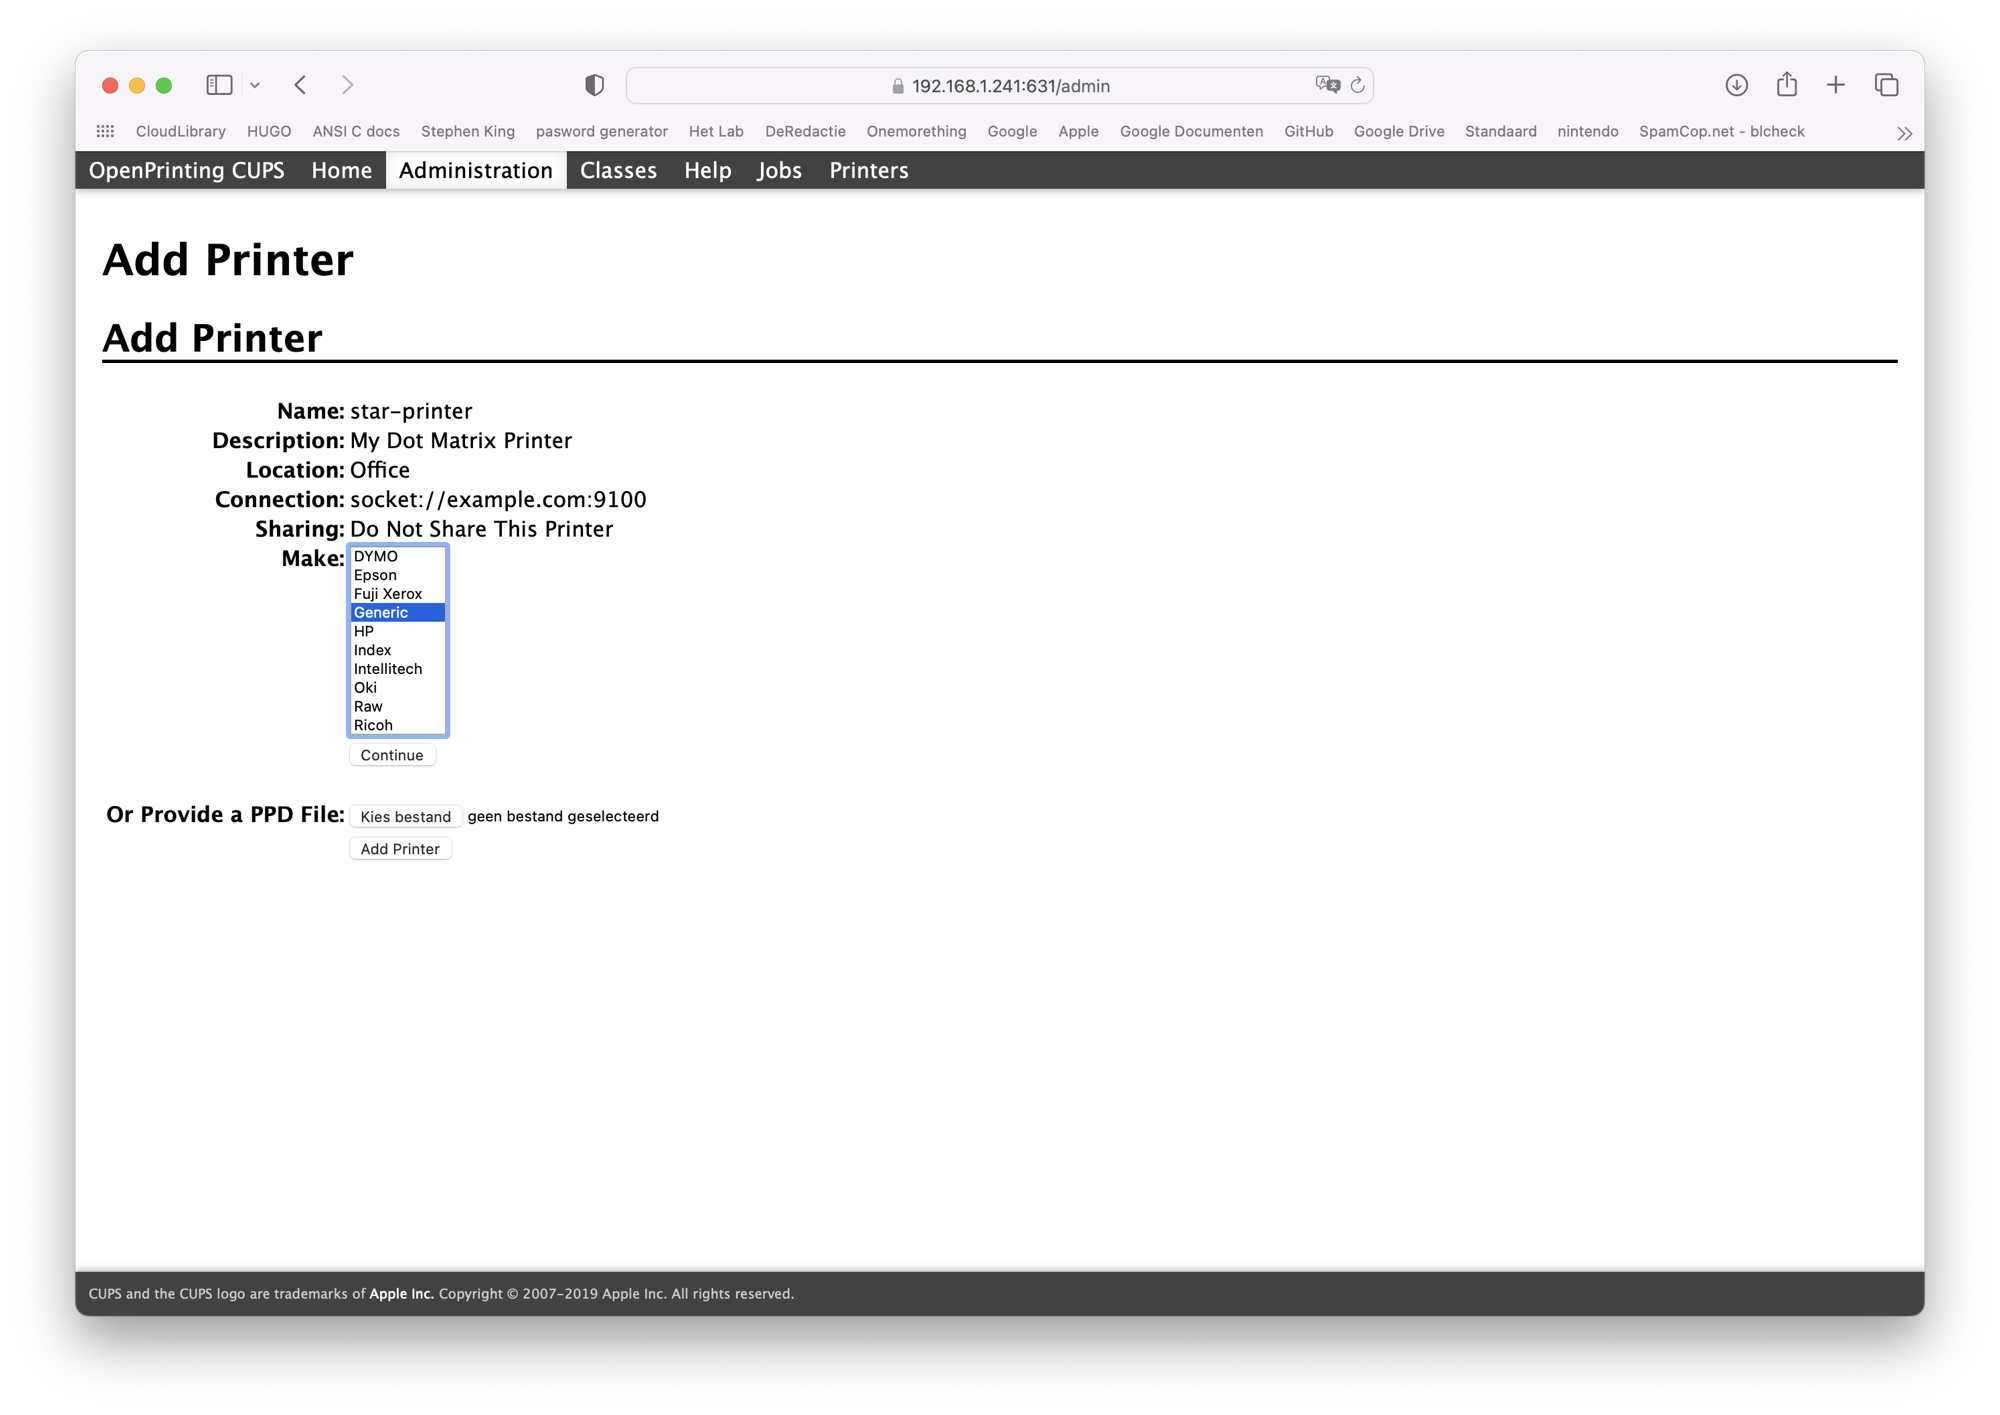 192.168.1.241:631/admin
CloudLibrary HUGO ANSI C docs Stephen King pasword generator Het Lab DeRedactie Onemorething Google Apple Google Documenten GitHub Google Drive Standaard nintendo SpamCop.net - blcheck
OpenPrinting CUPS Home Administration Classes Help Jobs Printers
Add Printer
Add Printer
Name: star-printer
Description: My Dot Matrix Printer
Location: Office
Connection: socket://example.com:9100
Sharing: Do Not Share This Printer
Make: DYMO
Epson
Fuji Xerox
Generic
HP
Index
Intellitech
Oki
Raw
Ricoh
Continue
Or Provide a PPD File: Kies bestand geen bestand geselecteerd
Add Printer
CUPS and the CUPS logo are trademarks of Apple Inc. Copyright © 2007-2019 Apple Inc. All rights reserved.